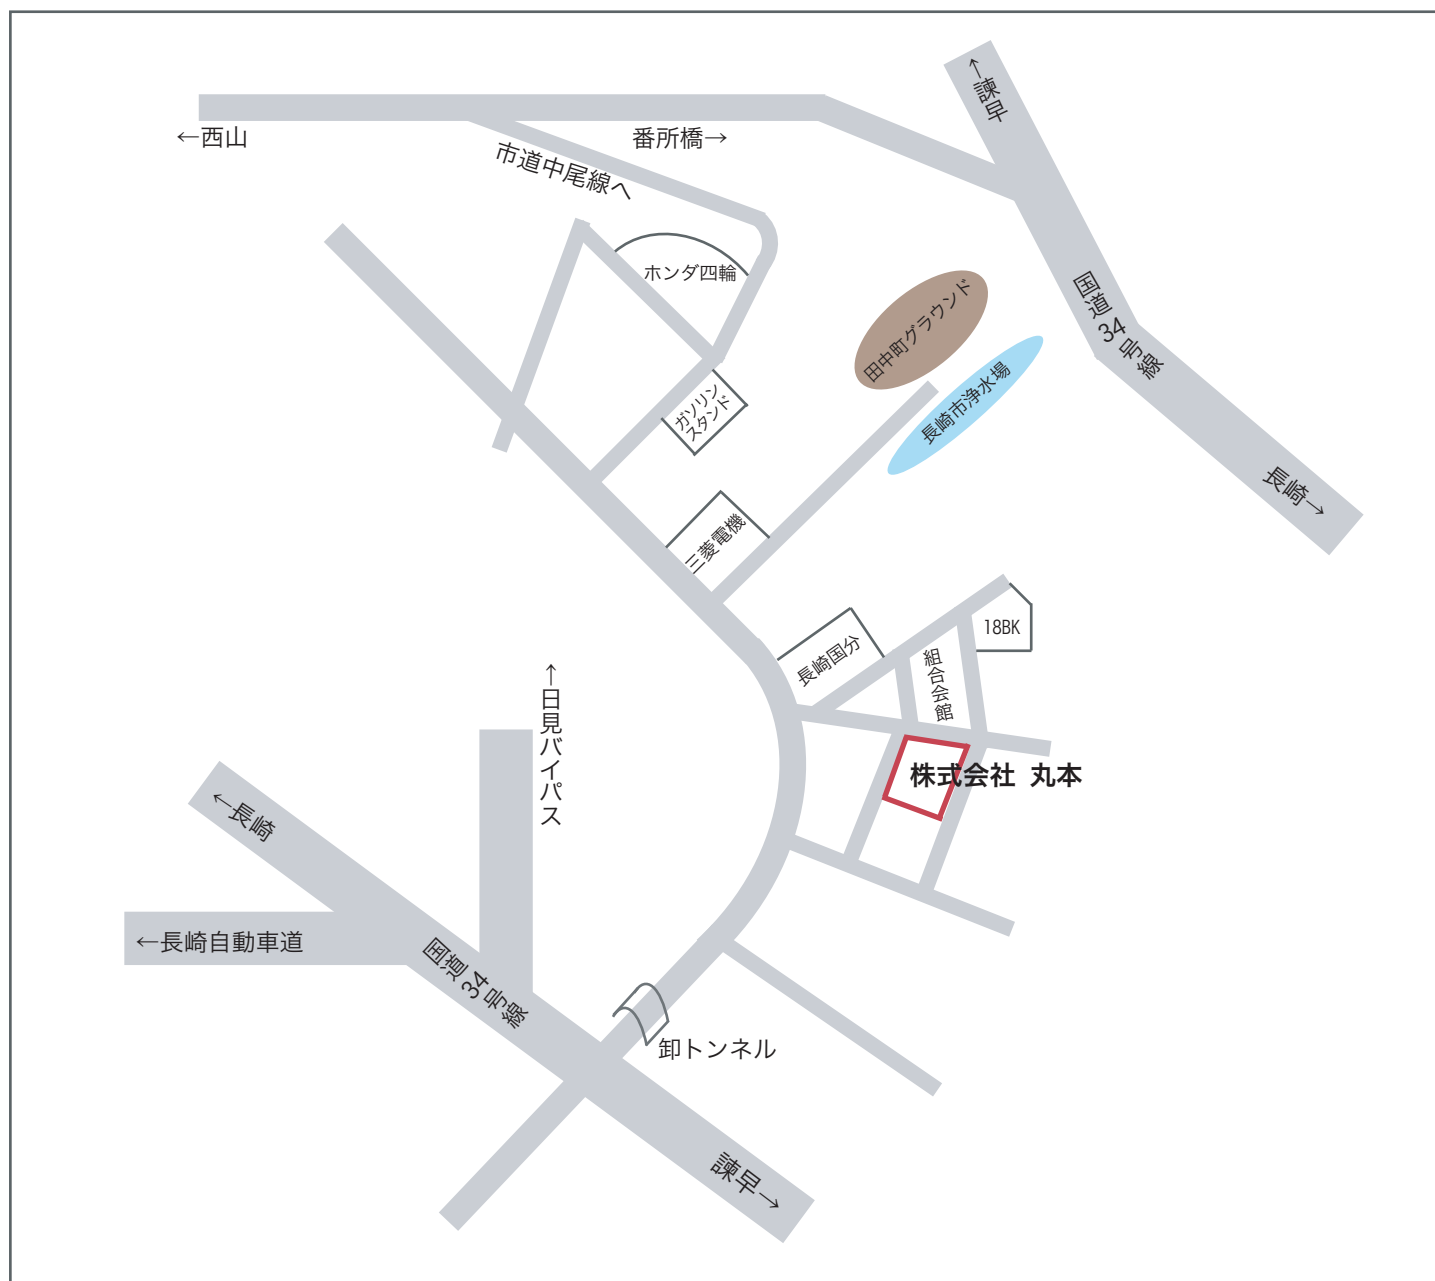 ↑諫早
←西山
番所橋→
市道中尾線へ
ホンダ四輪
田中町グラウンド
国道34号線
長崎市浄水場
ガソリン
スタンド
長崎→
三菱電機
18BK
長崎国分
組合会館
↑日見バイパス
株式会社 丸本
←長崎
←長崎自動車道
国道34号線
卸トンネル
諫早→